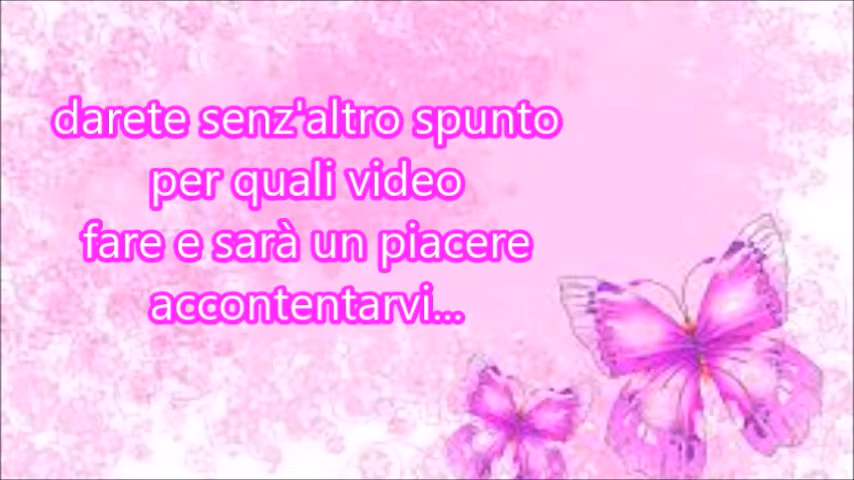 darete senz'altro spunto
per quali video
fare e sarà un piacere
accontentarvi...